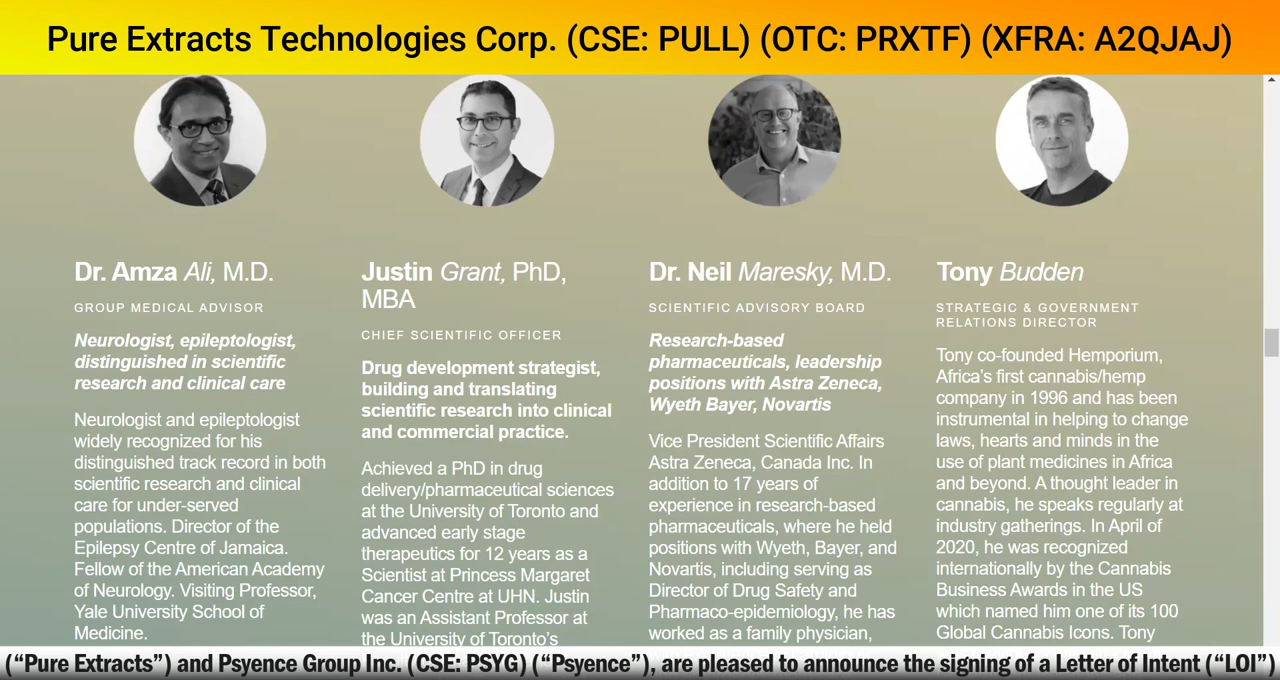 Pure Extracts Technologies Corp. (CSE: PULL) (OTC: PRXTF) (XFRA: A2QJAJ)
Dr. Amza Ali, M.D.
GROUP MEDICAL ADVISOR
Neurologist, epileptologist,
distinguished in scientific
research and clinical care
Neurologist and epileptologist
widely recognized for his
distinguished track record in both
scientific research and clinical
care for under-served
populations. Director of the
Epilepsy Centre of Jamaica.
Fellow of the American Academy
of Neurology. Visiting Professor,
Yale University School of
Medicine.
Justin Grant, PhD,
MBA
CHIEF SCIENTIFIC OFFICER
Drug development strategist,
building and translating
scientific research into clinical
and commercial practice.
Achieved a PhD in drug
delivery/pharmaceutical sciences
at the University of Toronto and
advanced early stage
therapeutics for 12 years as a
Scientist at Princess Margaret
Cancer Centre at UHN. Justin
was an Assistant Professor at
the University of Toronto's
Dr. Neil Maresky, M.D.
SCIENTIFIC ADVISORY BOARD
Research-based
pharmaceuticals, leadership
positions with Astra Zeneca,
Wyeth Bayer, Novartis
Vice President Scientific Affairs
Astra Zeneca, Canada Inc. In
addition to 17 years of
experience in research-based
pharmaceuticals, where he held
positions with Wyeth, Bayer, and
Novartis, including serving as
Director of Drug Safety and
Pharmaco-epidemiology, he has
worked as a family physician,
Tony Budden
STRATEGIC & GOVERNMENT
RELATIONS DIRECTOR
Tony co-founded Hemporium,
Africa's first cannabis/hemp
company in 1996 and has been
instrumental in helping to change
laws, hearts and minds in the
use of plant medicines in Africa
and beyond. A thought leader in
cannabis, he speaks regularly at
industry gatherings. In April of
2020, he was recognized
internationally by the Cannabis
Business Awards in the US
which named him one of its 100
Global Cannabis Icons. Tony
(“Pure Extracts”) and Psyence Group Inc. (CSE: PSYG) (“Psyence”), are pleased to announce the signing of a Letter of Intent (“LOI”)